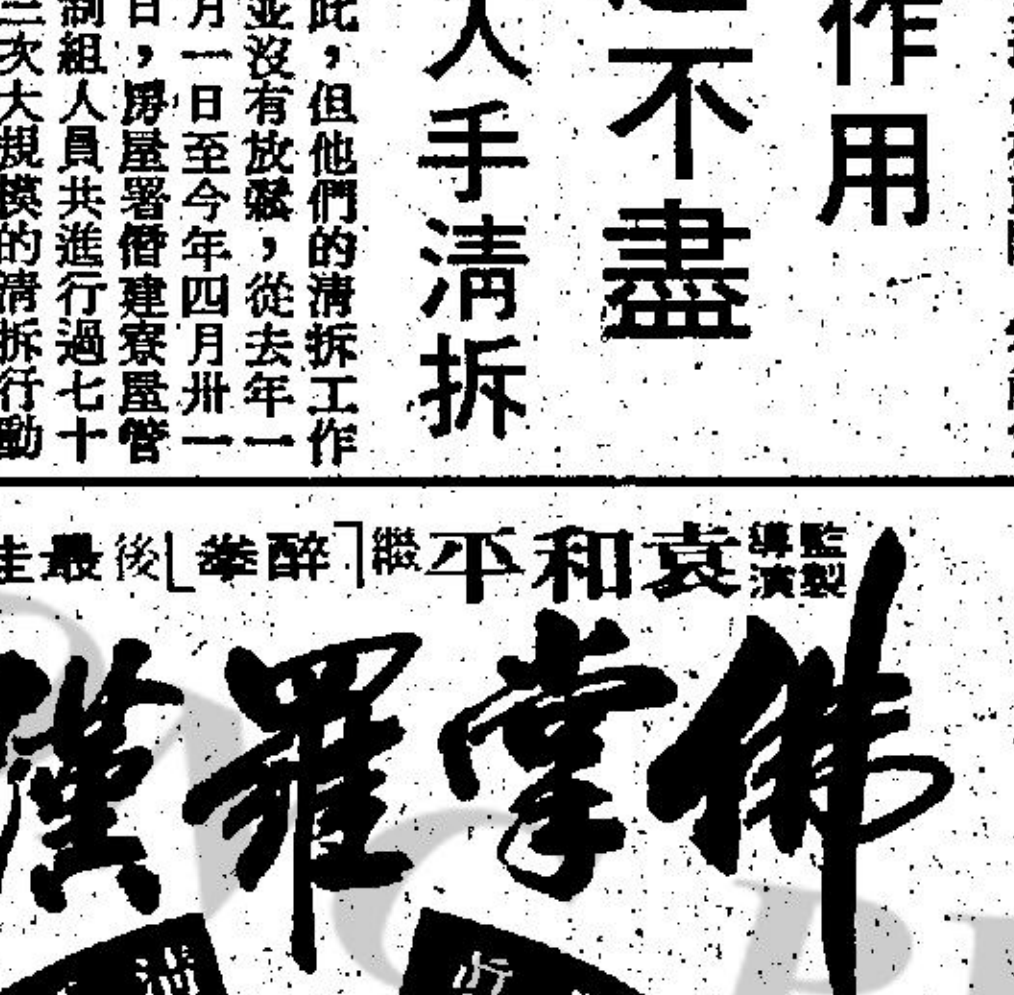 作用
不盡
人手清拆
此，但他們的清拆工作
並沒有放鬆，從去年一
月一日至今年四月卅一
日，房屋署僭建寮屋管
制組人員共進行過七十
三次大規模的清拆行動
監製導演袁和平繼「醉拳」後最佳
佛掌羅漢